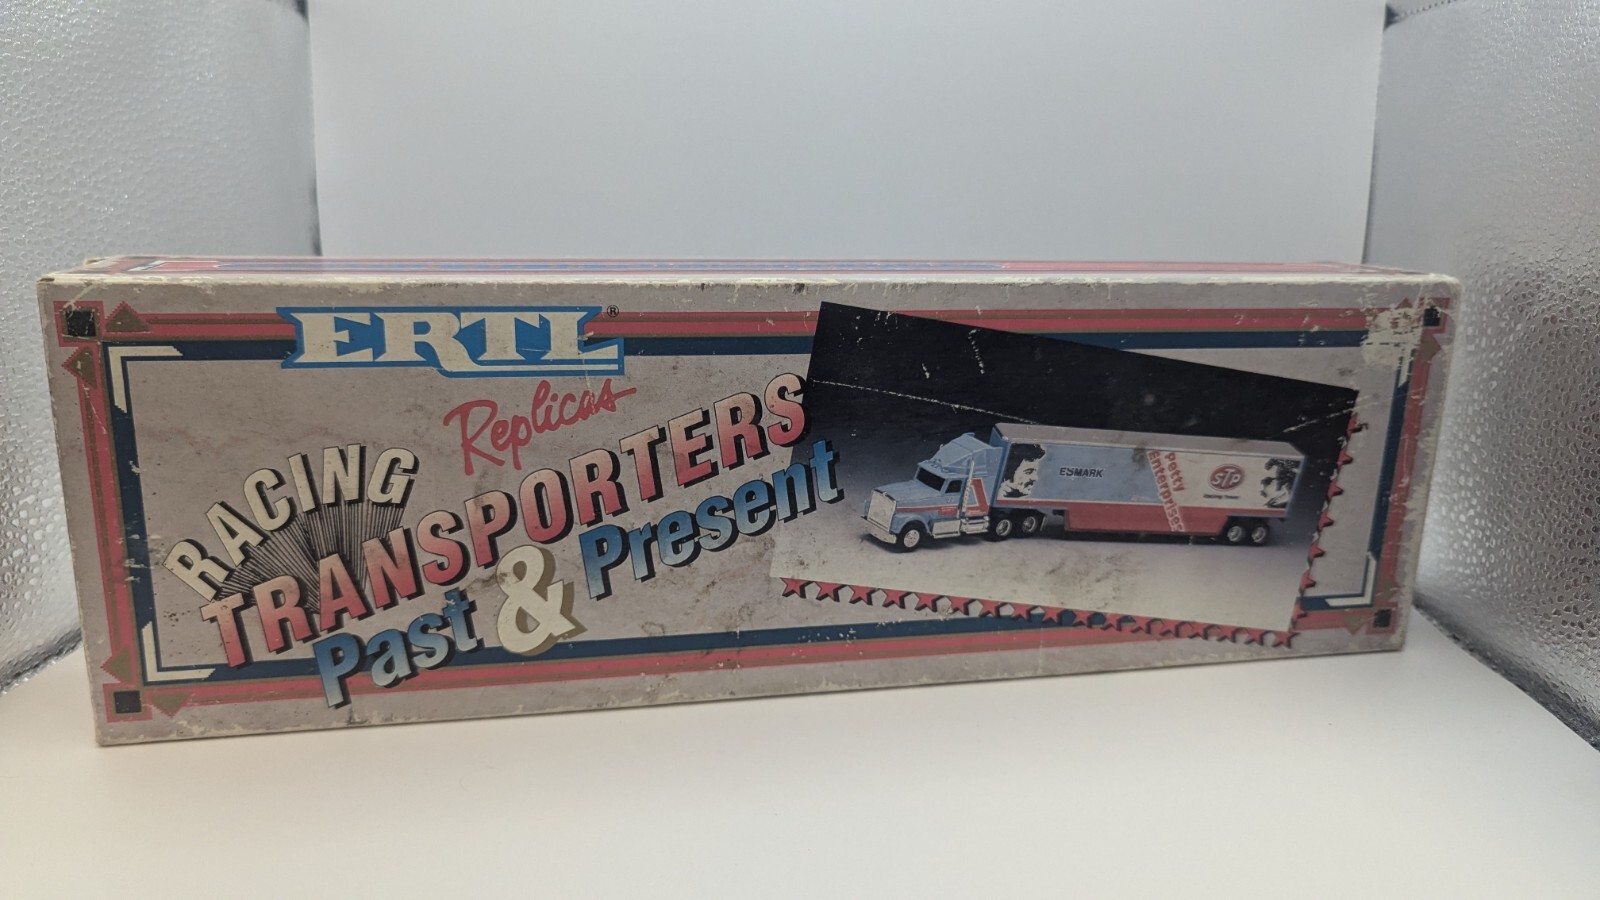 ERTL®
Replicas
RACING
TRANSPORTERS
Past & Present
ESMARK
Petty
Enterprises
STP